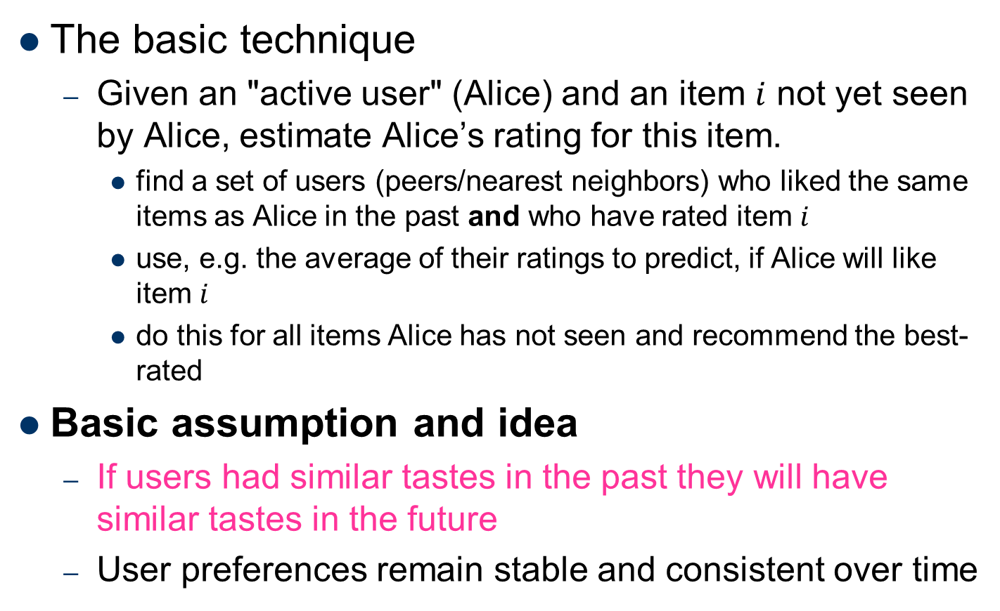 ● The basic technique
– Given an "active user" (Alice) and an item i not yet seen
by Alice, estimate Alice’s rating for this item.
● find a set of users (peers/nearest neighbors) who liked the same
items as Alice in the past and who have rated item i
● use, e.g. the average of their ratings to predict, if Alice will like
item i
● do this for all items Alice has not seen and recommend the best-
rated
● Basic assumption and idea
– If users had similar tastes in the past they will have
similar tastes in the future
– User preferences remain stable and consistent over time